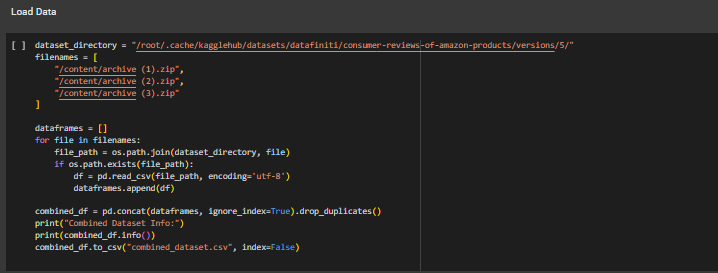 Load Data
[ ] dataset_directory = "/root/.cache/kagglehub/datasets/datafiniti/consumer-reviews-of-amazon-products/versions/5/"
filenames = [
    "/content/archive (1).zip",
    "/content/archive (2).zip",
    "/content/archive (3).zip"
]

dataframes = []
for file in filenames:
    file_path = os.path.join(dataset_directory, file)
    if os.path.exists(file_path):
        df = pd.read_csv(file_path, encoding='utf-8')
        dataframes.append(df)

combined_df = pd.concat(dataframes, ignore_index=True).drop_duplicates()
print("Combined Dataset Info:")
print(combined_df.info())
combined_df.to_csv("combined_dataset.csv", index=False)